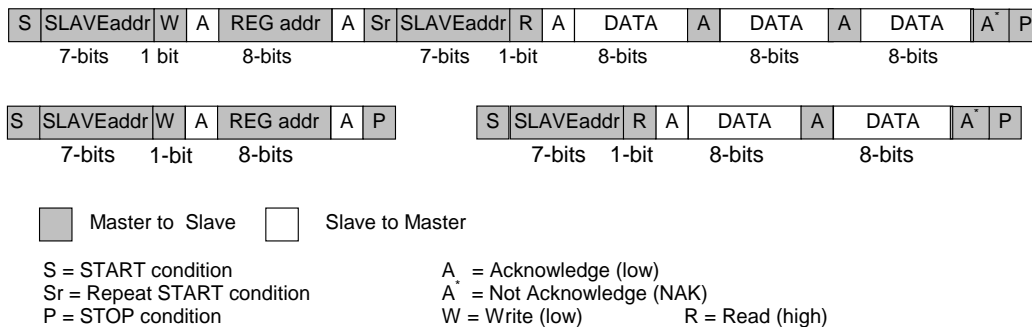 S SLAVEaddr W A REG addr A Sr SLAVEaddr R A DATA A DATA A DATA A* P
7-bits 1 bit 8-bits 7-bits 1-bit 8-bits 8-bits 8-bits
S SLAVEaddr W A REG addr A P S SLAVEaddr R A DATA A DATA A* P
7-bits 1-bit 8-bits 7-bits 1-bit 8-bits 8-bits
Master to Slave Slave to Master
S = START condition A = Acknowledge (low)
Sr = Repeat START condition A* = Not Acknowledge (NAK)
P = STOP condition W = Write (low) R = Read (high)